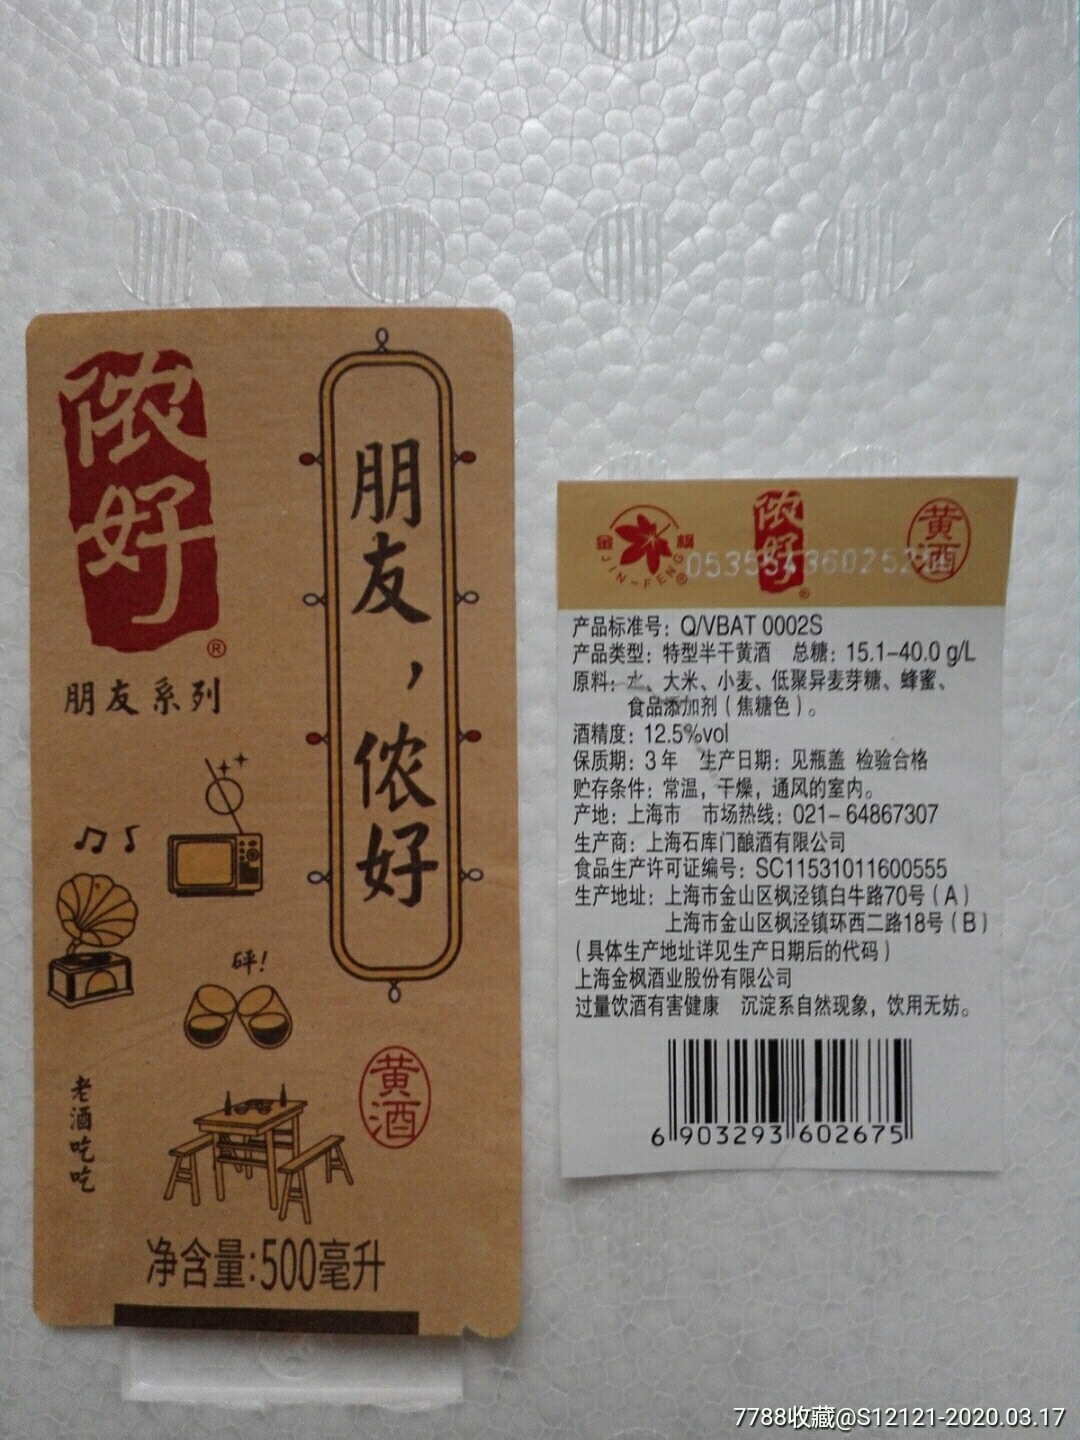 侬好
®
朋友系列
朋友，侬好
砰！
老酒吃吃
黄酒
净含量:500毫升
金枫
JIN-FENG®
侬好
®
黄酒
产品标准号：Q/VBAT 0002S
产品类型：特型半干黄酒 总糖：15.1-40.0 g/L
原料：水、大米、小麦、低聚异麦芽糖、蜂蜜、
食品添加剂（焦糖色）。
酒精度：12.5%vol
保质期：3年 生产日期：见瓶盖 检验合格
贮存条件：常温，干燥，通风的室内。
产地：上海市 市场热线：021-64867307
生产商：上海石库门酿酒有限公司
食品生产许可证编号：SC11531011600555
生产地址：上海市金山区枫泾镇白牛路70号（A）
上海市金山区枫泾镇环西二路18号（B）
（具体生产地址详见生产日期后的代码）
上海金枫酒业股份有限公司
过量饮酒有害健康 沉淀系自然现象，饮用无妨。
6 903293 602675
7788收藏@S12121-2020.03.17